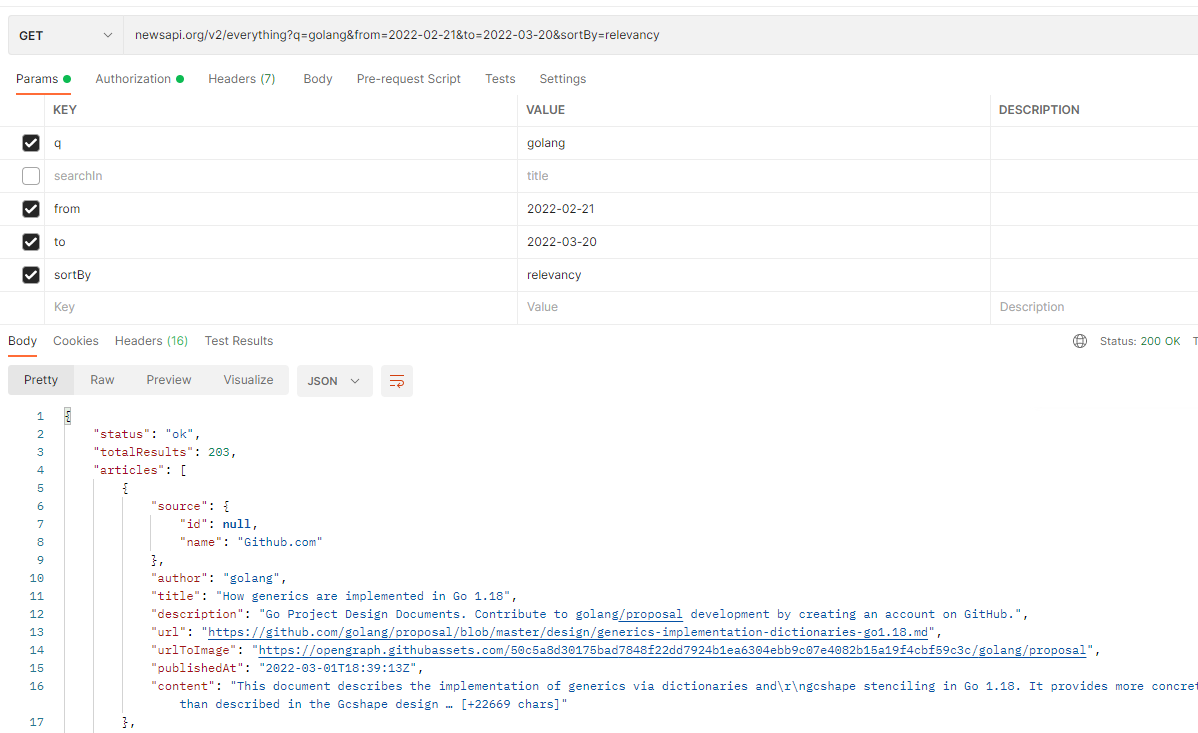 GET newsapi.org/v2/everything?q=golang&from=2022-02-21&to=2022-03-20&sortBy=relevancy
Params Authorization Headers (7) Body Pre-request Script Tests Settings
KEY VALUE DESCRIPTION
q golang
searchIn title
from 2022-02-21
to 2022-03-20
sortBy relevancy
Key Value Description
Body Cookies Headers (16) Test Results Status: 200 OK T
Pretty Raw Preview Visualize JSON
1 {
2 "status": "ok",
3 "totalResults": 203,
4 "articles": [
5 {
6 "source": {
7 "id": null,
8 "name": "Github.com"
9 },
10 "author": "golang",
11 "title": "How generics are implemented in Go 1.18",
12 "description": "Go Project Design Documents. Contribute to golang/proposal development by creating an account on GitHub.",
13 "url": "https://github.com/golang/proposal/blob/master/design/generics-implementation-dictionaries-go1.18.md",
14 "urlToImage": "https://opengraph.githubassets.com/50c5a8d30175bad7848f22dd7924b1ea6304ebb9c07e4082b15a19f4cbf59c3c/golang/proposal",
15 "publishedAt": "2022-03-01T18:39:13Z",
16 "content": "This document describes the implementation of generics via dictionaries and\r\ngcshape stenciling in Go 1.18. It provides more concret
than described in the Gcshape design … [+22669 chars]"
17 },